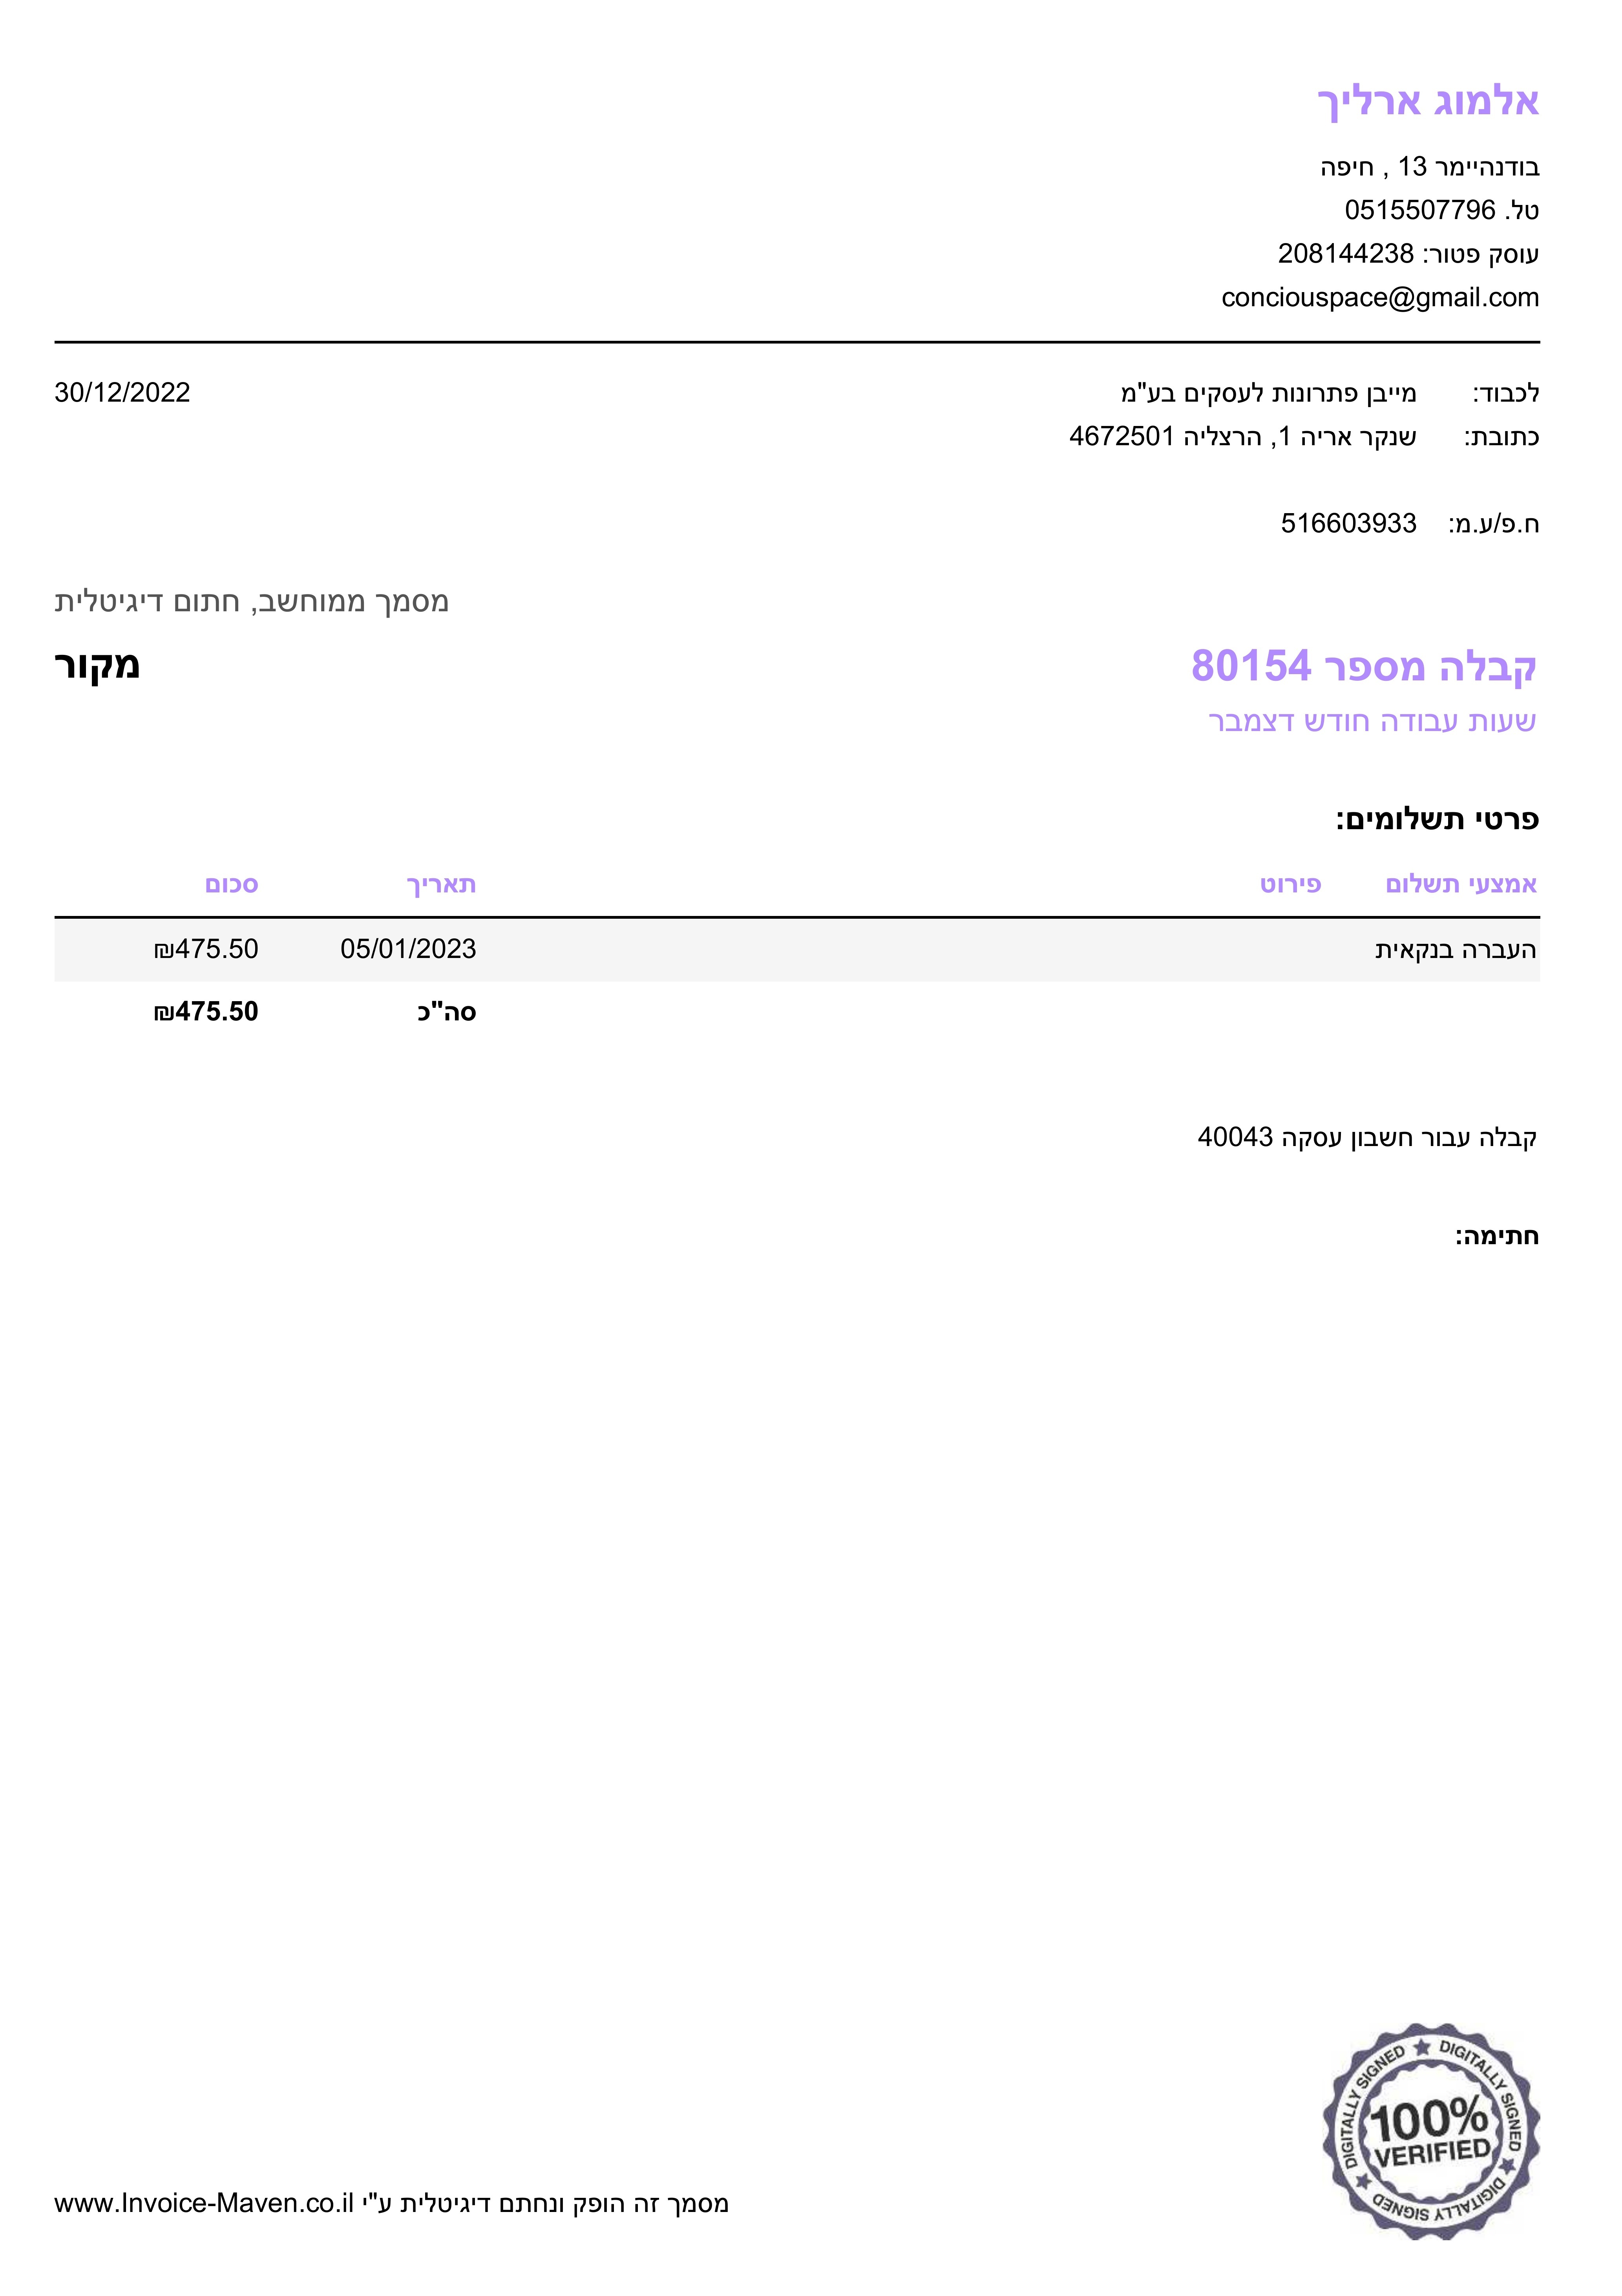 אלמוג ארליך
בודנהיימר 13 , חיפה
טל. 0515507796
עוסק פטור: 208144238
conciouspace@gmail.com
לכבוד: מייבן פתרונות לעסקים בע"מ 30/12/2022
כתובת: שנקר אריה 1, הרצליה 4672501
ח.פ/ע.מ: 516603933
מסמך ממוחשב, חתום דיגיטלית
קבלה מספר 80154 מקור
שעות עבודה חודש דצמבר
פרטי תשלומים:
אמצעי תשלום פירוט תאריך סכום
העברה בנקאית 05/01/2023 ₪475.50
סה"כ ₪475.50
קבלה עבור חשבון עסקה 40043
חתימה:
DIGITALLY SIGNED ★ DIGITALLY SIGNED ★ DIGITALLY SIGNED ★
100%
VERIFIED
מסמך זה הופק ונחתם דיגיטלית ע"י www.Invoice-Maven.co.il